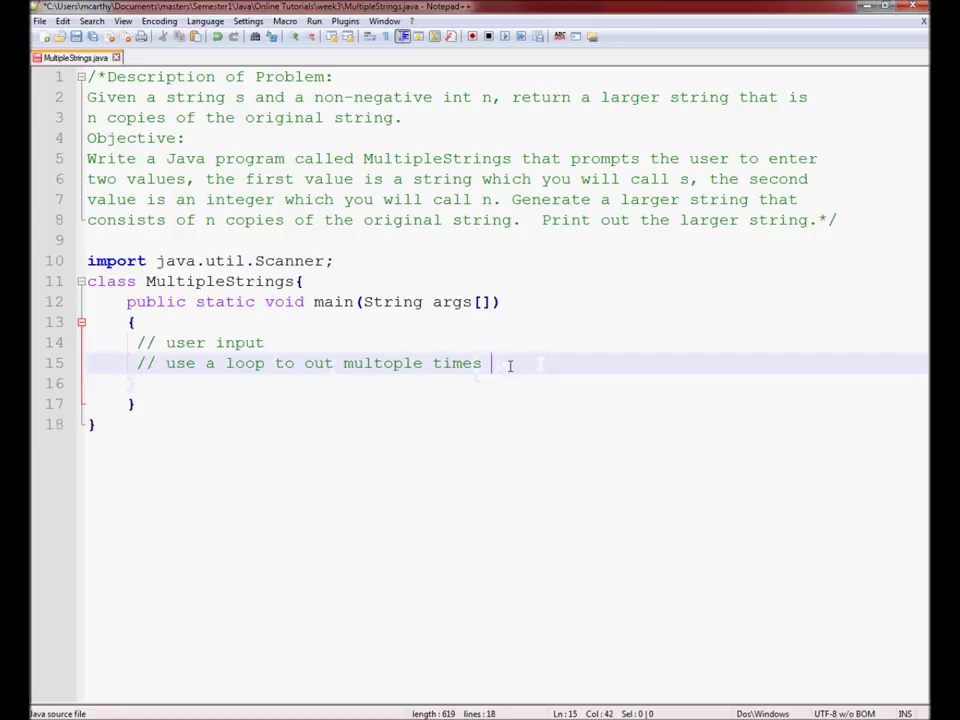 *C:\Users\mcarthy\Documents\masters\Semester1\Java\Online Tutorials\week3\MultipleStrings.java - Notepad++
File Edit Search View Encoding Language Settings Macro Run Plugins Window ? X
MultipleStrings.java
1 /*Description of Problem:
2 Given a string s and a non-negative int n, return a larger string that is
3 n copies of the original string.
4 Objective:
5 Write a Java program called MultipleStrings that prompts the user to enter
6 two values, the first value is a string which you will call s, the second
7 value is an integer which you will call n. Generate a larger string that
8 consists of n copies of the original string.  Print out the larger string.*/
9
10 import java.util.Scanner;
11 class MultipleStrings{
12 public static void main(String args[])
13 {
14 // user input
15 // use a loop to out multople times
16 }
17 }
18 }
Java source file length : 619 lines : 18 Ln : 15 Col : 42 Sel : 0 | 0 Dos\Windows UTF-8 w/o BOM INS